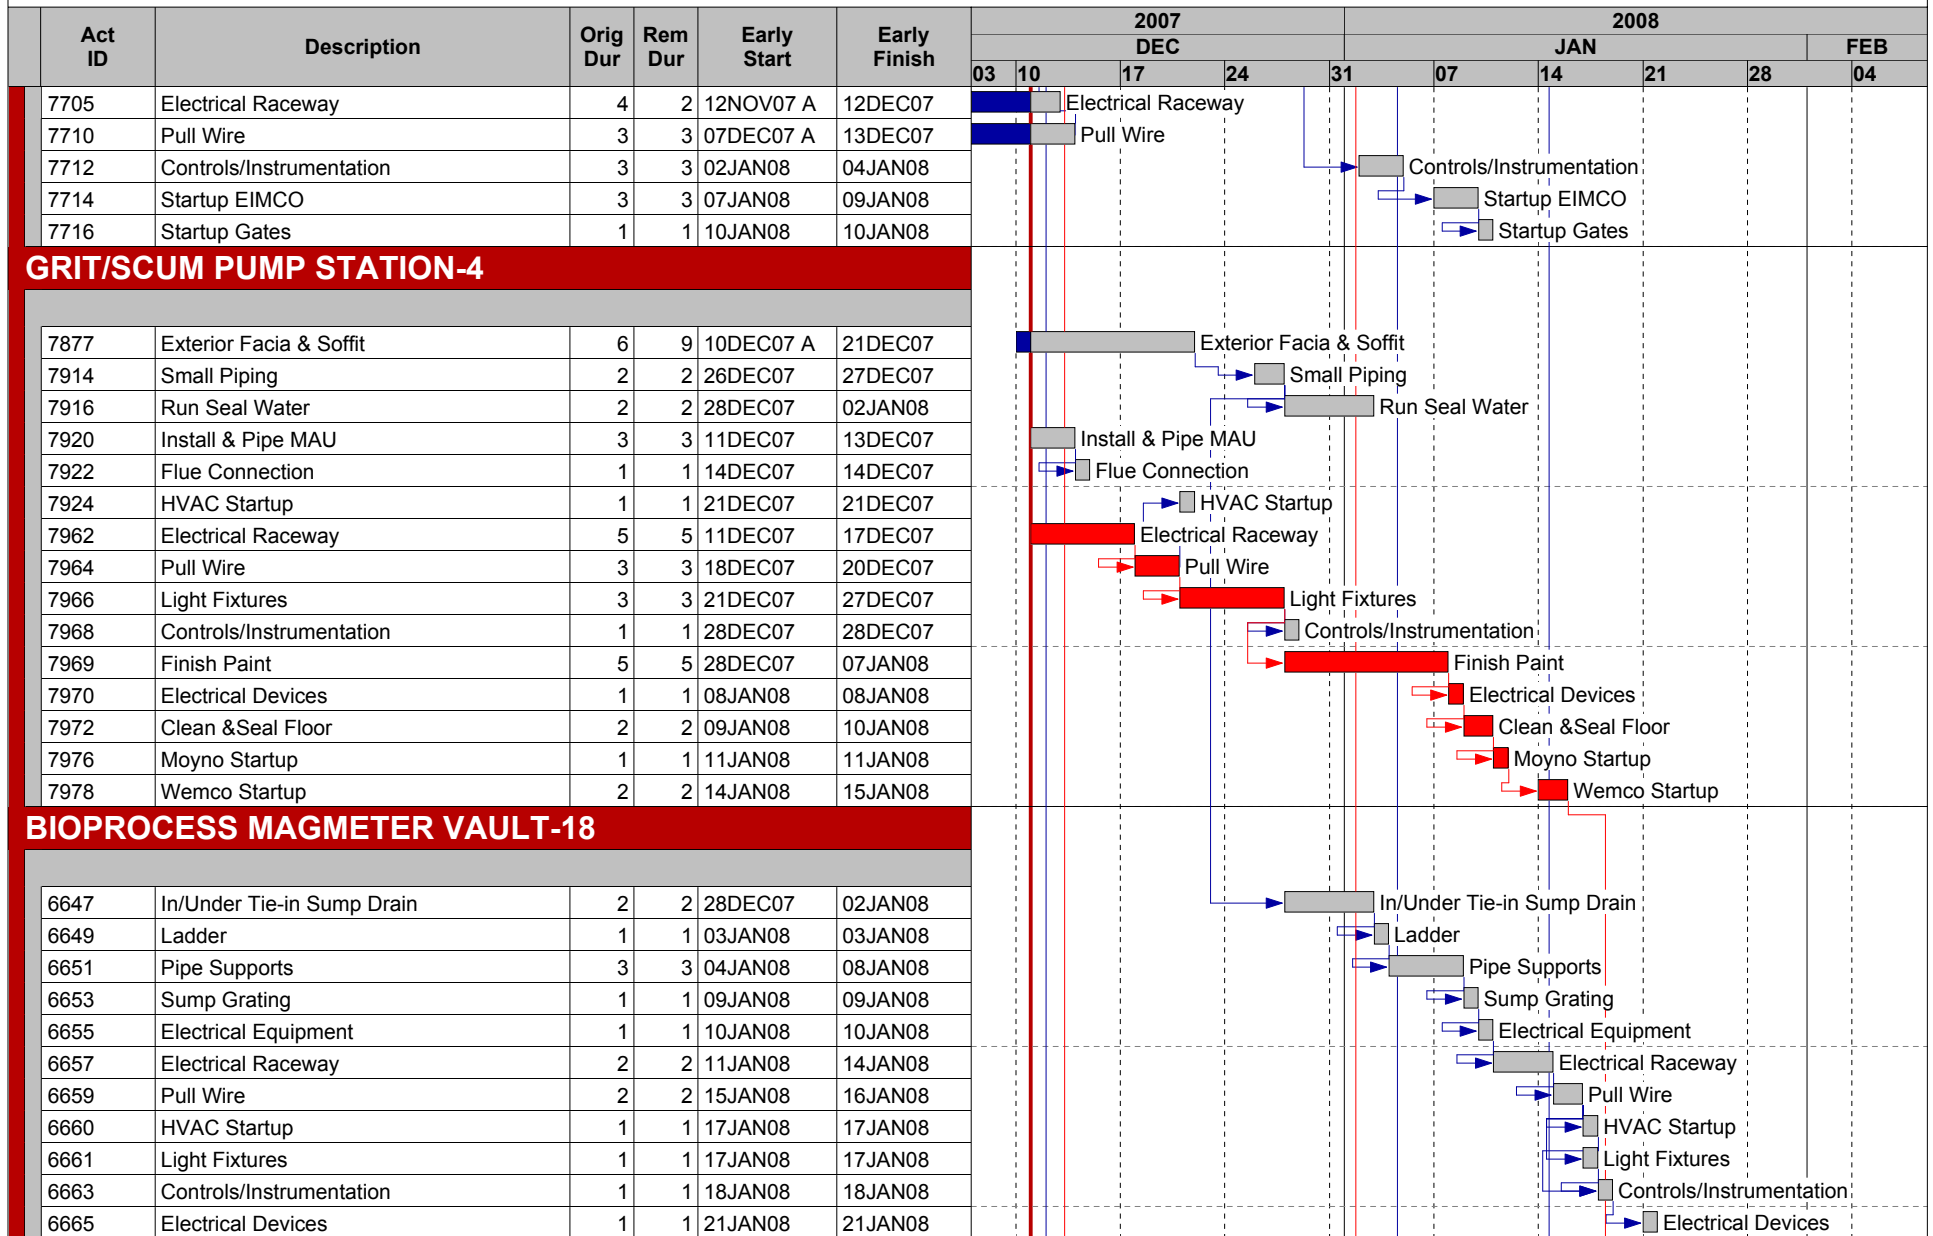 2007 2008
Act ID Description Orig Dur Rem Dur Early Start Early Finish DEC JAN FEB
03 10 17 24 31 07 14 21 28 04
7705 Electrical Raceway 4 2 12NOV07 A 12DEC07 Electrical Raceway
7710 Pull Wire 3 3 07DEC07 A 13DEC07 Pull Wire
7712 Controls/Instrumentation 3 3 02JAN08 04JAN08 Controls/Instrumentation
7714 Startup EIMCO 3 3 07JAN08 09JAN08 Startup EIMCO
7716 Startup Gates 1 1 10JAN08 10JAN08 Startup Gates
GRIT/SCUM PUMP STATION-4
7877 Exterior Facia & Soffit 6 9 10DEC07 A 21DEC07 Exterior Facia & Soffit
7914 Small Piping 2 2 26DEC07 27DEC07 Small Piping
7916 Run Seal Water 2 2 28DEC07 02JAN08 Run Seal Water
7920 Install & Pipe MAU 3 3 11DEC07 13DEC07 Install & Pipe MAU
7922 Flue Connection 1 1 14DEC07 14DEC07 Flue Connection
7924 HVAC Startup 1 1 21DEC07 21DEC07 HVAC Startup
7962 Electrical Raceway 5 5 11DEC07 17DEC07 Electrical Raceway
7964 Pull Wire 3 3 18DEC07 20DEC07 Pull Wire
7966 Light Fixtures 3 3 21DEC07 27DEC07 Light Fixtures
7968 Controls/Instrumentation 1 1 28DEC07 28DEC07 Controls/Instrumentation
7969 Finish Paint 5 5 28DEC07 07JAN08 Finish Paint
7970 Electrical Devices 1 1 08JAN08 08JAN08 Electrical Devices
7972 Clean &Seal Floor 2 2 09JAN08 10JAN08 Clean &Seal Floor
7976 Moyno Startup 1 1 11JAN08 11JAN08 Moyno Startup
7978 Wemco Startup 2 2 14JAN08 15JAN08 Wemco Startup
BIOPROCESS MAGMETER VAULT-18
6647 In/Under Tie-in Sump Drain 2 2 28DEC07 02JAN08 In/Under Tie-in Sump Drain
6649 Ladder 1 1 03JAN08 03JAN08 Ladder
6651 Pipe Supports 3 3 04JAN08 08JAN08 Pipe Supports
6653 Sump Grating 1 1 09JAN08 09JAN08 Sump Grating
6655 Electrical Equipment 1 1 10JAN08 10JAN08 Electrical Equipment
6657 Electrical Raceway 2 2 11JAN08 14JAN08 Electrical Raceway
6659 Pull Wire 2 2 15JAN08 16JAN08 Pull Wire
6660 HVAC Startup 1 1 17JAN08 17JAN08 HVAC Startup
6661 Light Fixtures 1 1 17JAN08 17JAN08 Light Fixtures
6663 Controls/Instrumentation 1 1 18JAN08 18JAN08 Controls/Instrumentation
6665 Electrical Devices 1 1 21JAN08 21JAN08 Electrical Devices